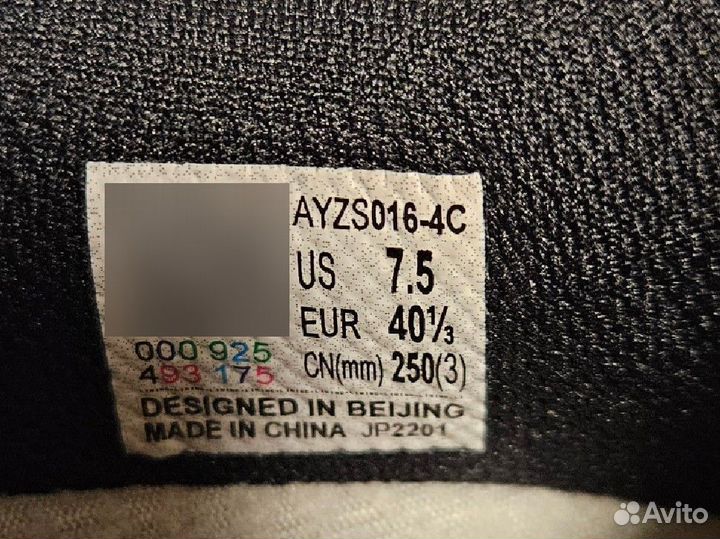 AYZS016-4C
US 7.5
EUR 40⅓
CN(mm) 250(3)
000 925
493 175
DESIGNED IN BEIJING
MADE IN CHINA JP2201
Avito